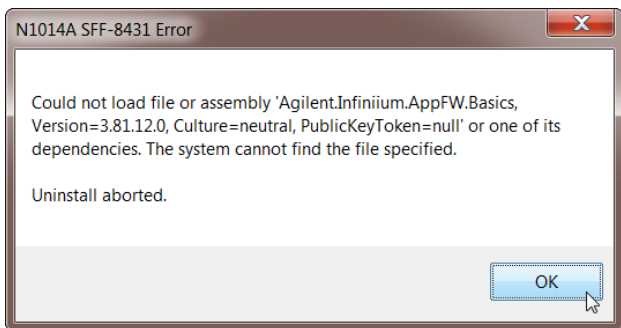 N1014A SFF-8431 Error
Could not load file or assembly 'Agilent.Infiniium.AppFW.Basics,
Version=3.81.12.0, Culture=neutral, PublicKeyToken=null' or one of its
dependencies. The system cannot find the file specified.
Uninstall aborted.
OK